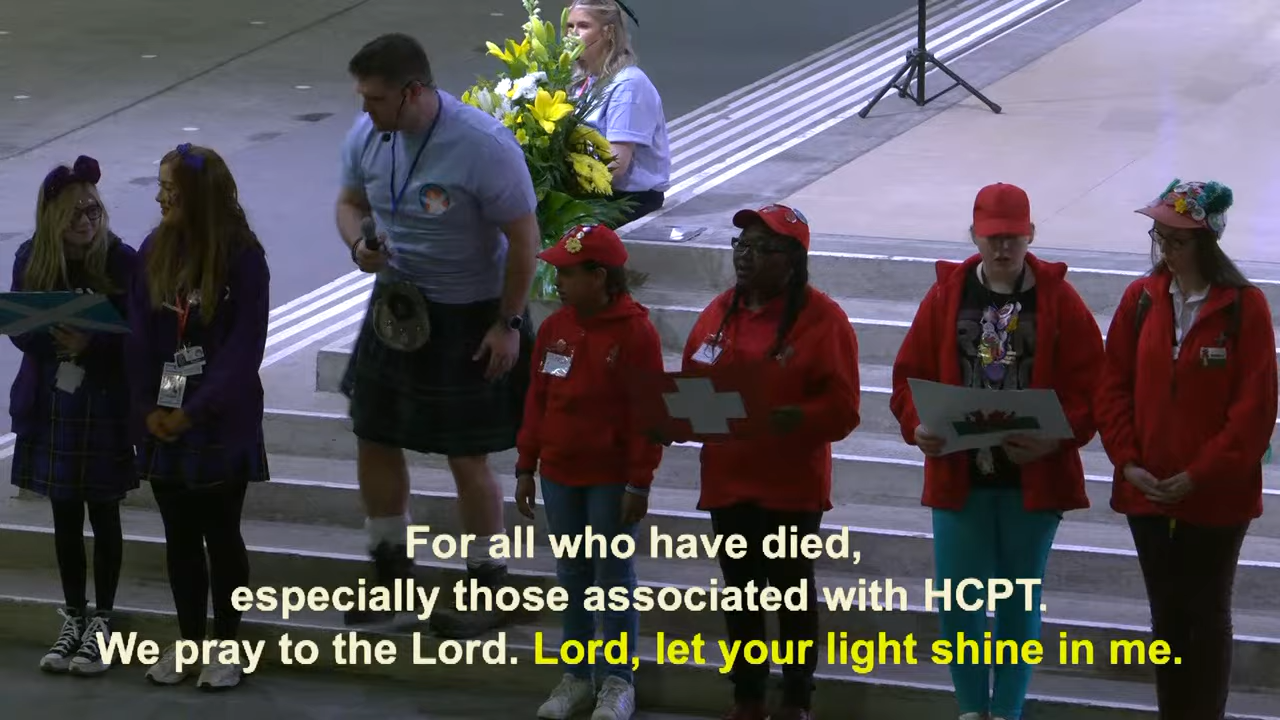 For all who have died,
especially those associated with HCPT.
We pray to the Lord. Lord, let your light shine in me.